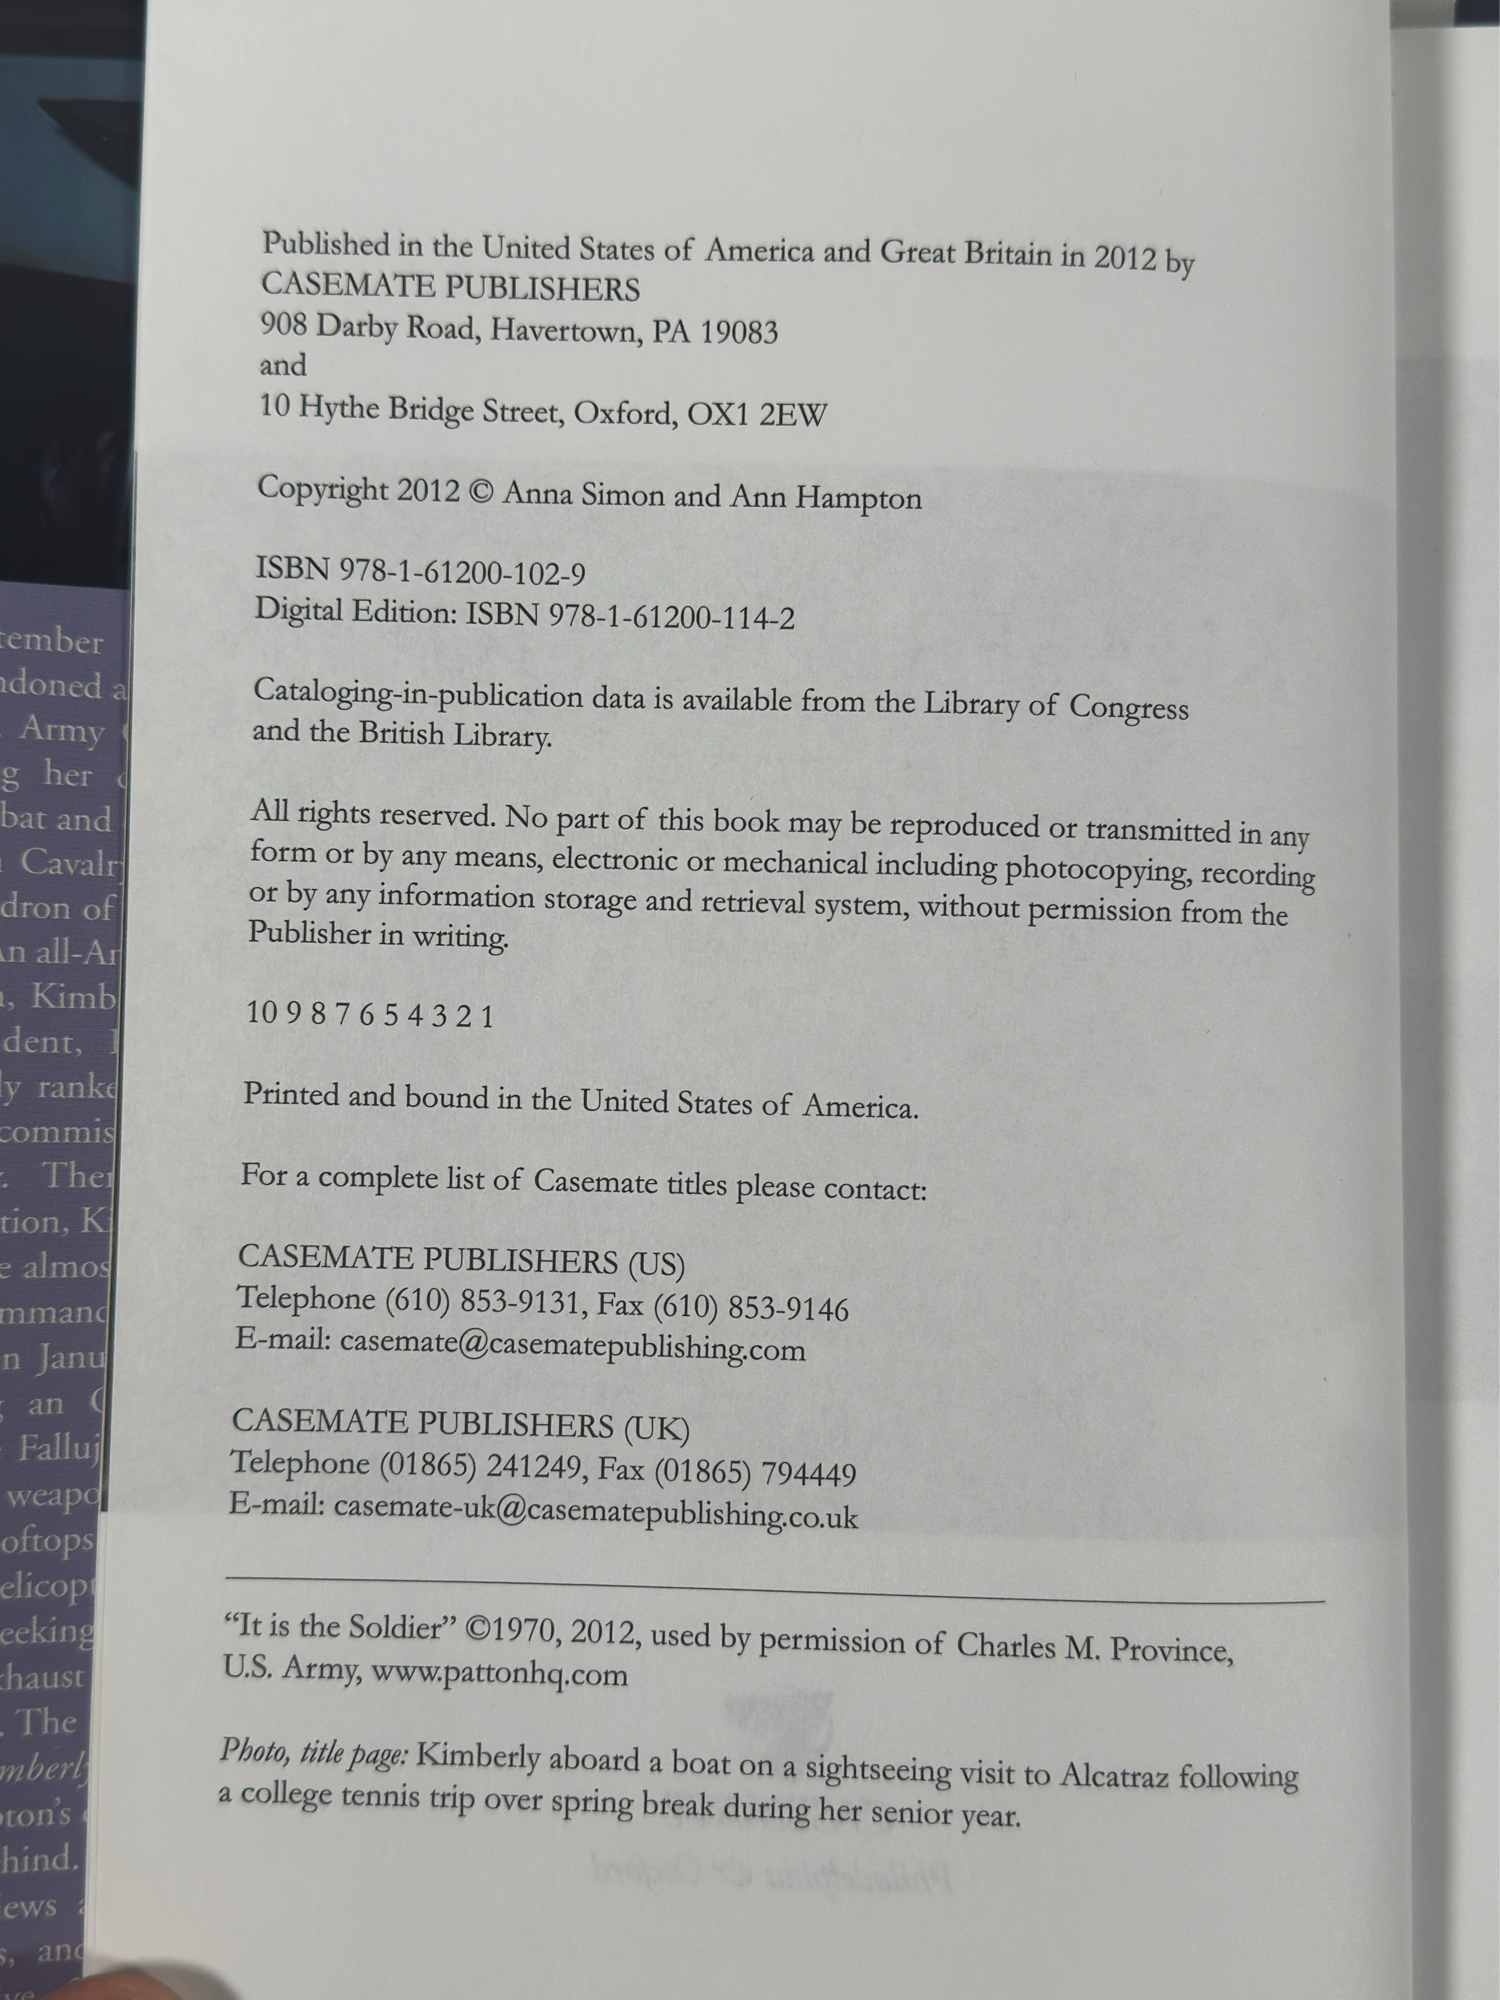 Published in the United States of America and Great Britain in 2012 by
CASEMATE PUBLISHERS
908 Darby Road, Havertown, PA 19083
and
10 Hythe Bridge Street, Oxford, OX1 2EW
Copyright 2012 © Anna Simon and Ann Hampton
ISBN 978-1-61200-102-9
Digital Edition: ISBN 978-1-61200-114-2
Cataloging-in-publication data is available from the Library of Congress
and the British Library.
All rights reserved. No part of this book may be reproduced or transmitted in any
form or by any means, electronic or mechanical including photocopying, recording
or by any information storage and retrieval system, without permission from the
Publisher in writing.
10 9 8 7 6 5 4 3 2 1
Printed and bound in the United States of America.
For a complete list of Casemate titles please contact:
CASEMATE PUBLISHERS (US)
Telephone (610) 853-9131, Fax (610) 853-9146
E-mail: casemate@casematepublishing.com
CASEMATE PUBLISHERS (UK)
Telephone (01865) 241249, Fax (01865) 794449
E-mail: casemate-uk@casematepublishing.co.uk
“It is the Soldier” ©1970, 2012, used by permission of Charles M. Province,
U.S. Army, www.pattonhq.com
Photo, title page: Kimberly aboard a boat on a sightseeing visit to Alcatraz following
a college tennis trip over spring break during her senior year.
Army
her
and
of
almos
an
weapo
The
hind.